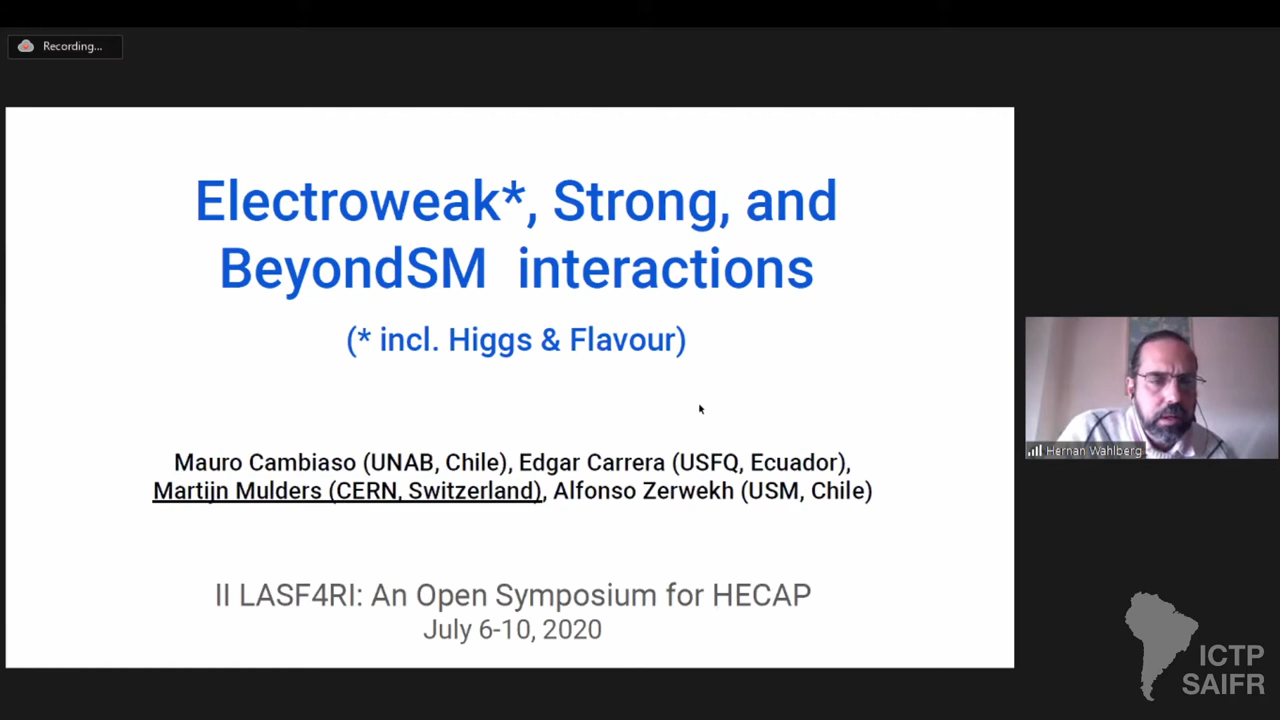 Recording...
Electroweak*, Strong, and
BeyondSM interactions
(* incl. Higgs & Flavour)
Mauro Cambiaso (UNAB, Chile), Edgar Carrera (USFQ, Ecuador),
Martijn Mulders (CERN, Switzerland), Alfonso Zerwekh (USM, Chile)
Hernan Wahlberg
II LASF4RI: An Open Symposium for HECAP
July 6-10, 2020
ICTP
SAIFR